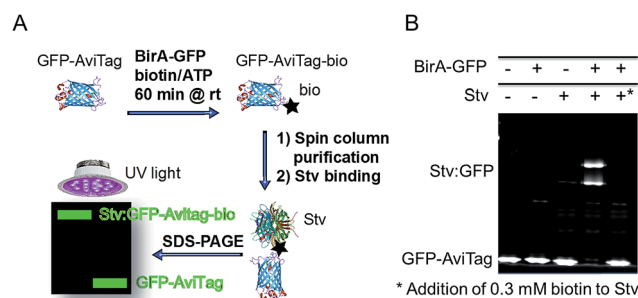 A
GFP-AviTag
BirA-GFP
biotin/ATP
60 min @ rt
GFP-AviTag-bio
bio
1) Spin column
purification
2) Stv binding
UV light
Stv:GFP-Avitag-bio
GFP-AviTag
SDS-PAGE
Stv
B
BirA-GFP - + - + +
Stv - - + + +*
Stv:GFP
GFP-AviTag
* Addition of 0.3 mM biotin to Stv